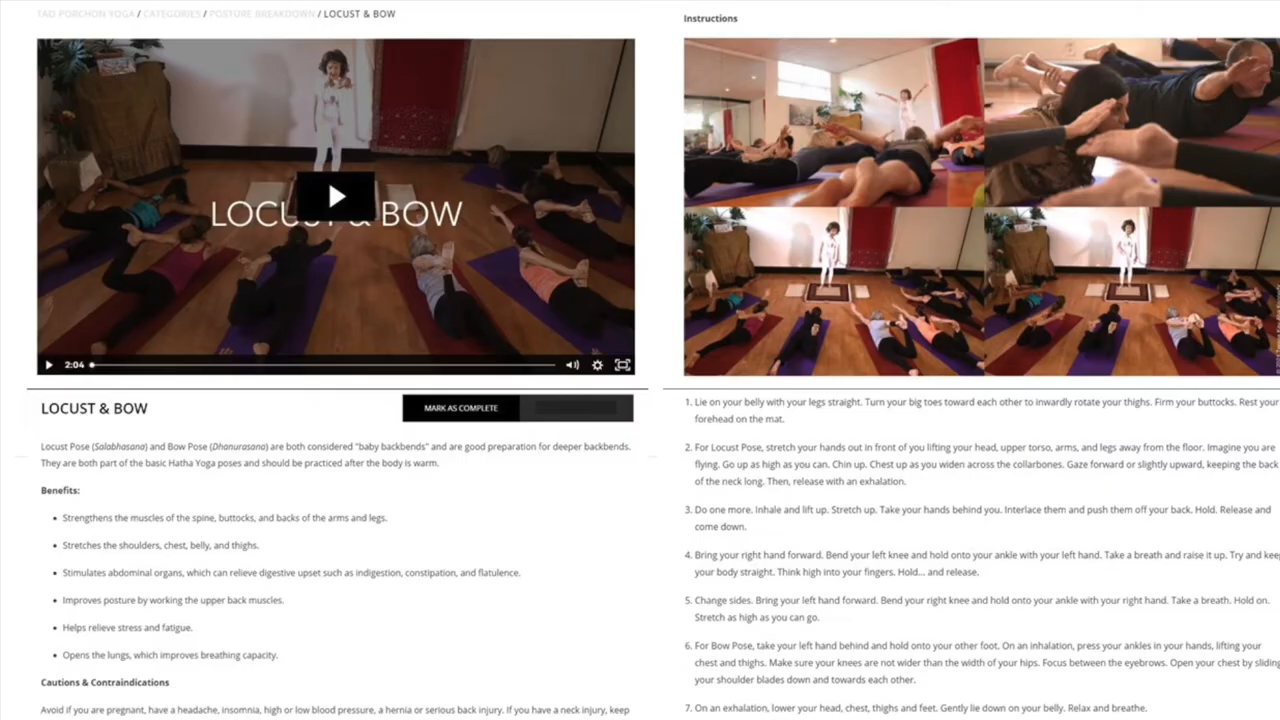 TAO PORCHON YOGA / CATEGORIES / POSTURE BREAKDOWN / LOCUST & BOW
LOCUST & BOW
2:04
LOCUST & BOW
MARK AS COMPLETE
Locust Pose (Salabhasana) and Bow Pose (Dhanurasana) are both considered "baby backbends" and are good preparation for deeper backbends.
They are both part of the basic Hatha Yoga poses and should be practiced after the body is warm.
Benefits:
• Strengthens the muscles of the spine, buttocks, and backs of the arms and legs.
• Stretches the shoulders, chest, belly, and thighs.
• Stimulates abdominal organs, which can relieve digestive upset such as indigestion, constipation, and flatulence.
• Improves posture by working the upper back muscles.
• Helps relieve stress and fatigue.
• Opens the lungs, which improves breathing capacity.
Cautions & Contraindications
Avoid if you are pregnant, have a headache, insomnia, high or low blood pressure, a hernia or serious back injury. If you have a neck injury, keep
Instructions
1. Lie on your belly with your legs straight. Turn your big toes toward each other to inwardly rotate your thighs. Firm your buttocks. Rest your
forehead on the mat.
2. For Locust Pose, stretch your hands out in front of you lifting your head, upper torso, arms, and legs away from the floor. Imagine you are
flying. Go up as high as you can. Chin up. Chest up as you widen across the collarbones. Gaze forward or slightly upward, keeping the back
of the neck long. Then, release with an exhalation.
3. Do one more. Inhale and lift up. Stretch up. Take your hands behind you. Interlace them and push them off your back. Hold. Release and
come down.
4. Bring your right hand forward. Bend your left knee and hold onto your ankle with your left hand. Take a breath and raise it up. Try and keep
your body straight. Think high into your fingers. Hold... and release.
5. Change sides. Bring your left hand forward. Bend your right knee and hold onto your ankle with your right hand. Take a breath. Hold on.
Stretch as high as you can go.
6. For Bow Pose, take your left hand behind and hold onto your other foot. On an inhalation, press your ankles in your hands, lifting your
chest and thighs. Make sure your knees are not wider than the width of your hips. Focus between the eyebrows. Open your chest by sliding
your shoulder blades down and towards each other.
7. On an exhalation, lower your head, chest, thighs and feet. Gently lie down on your belly. Relax and breathe.